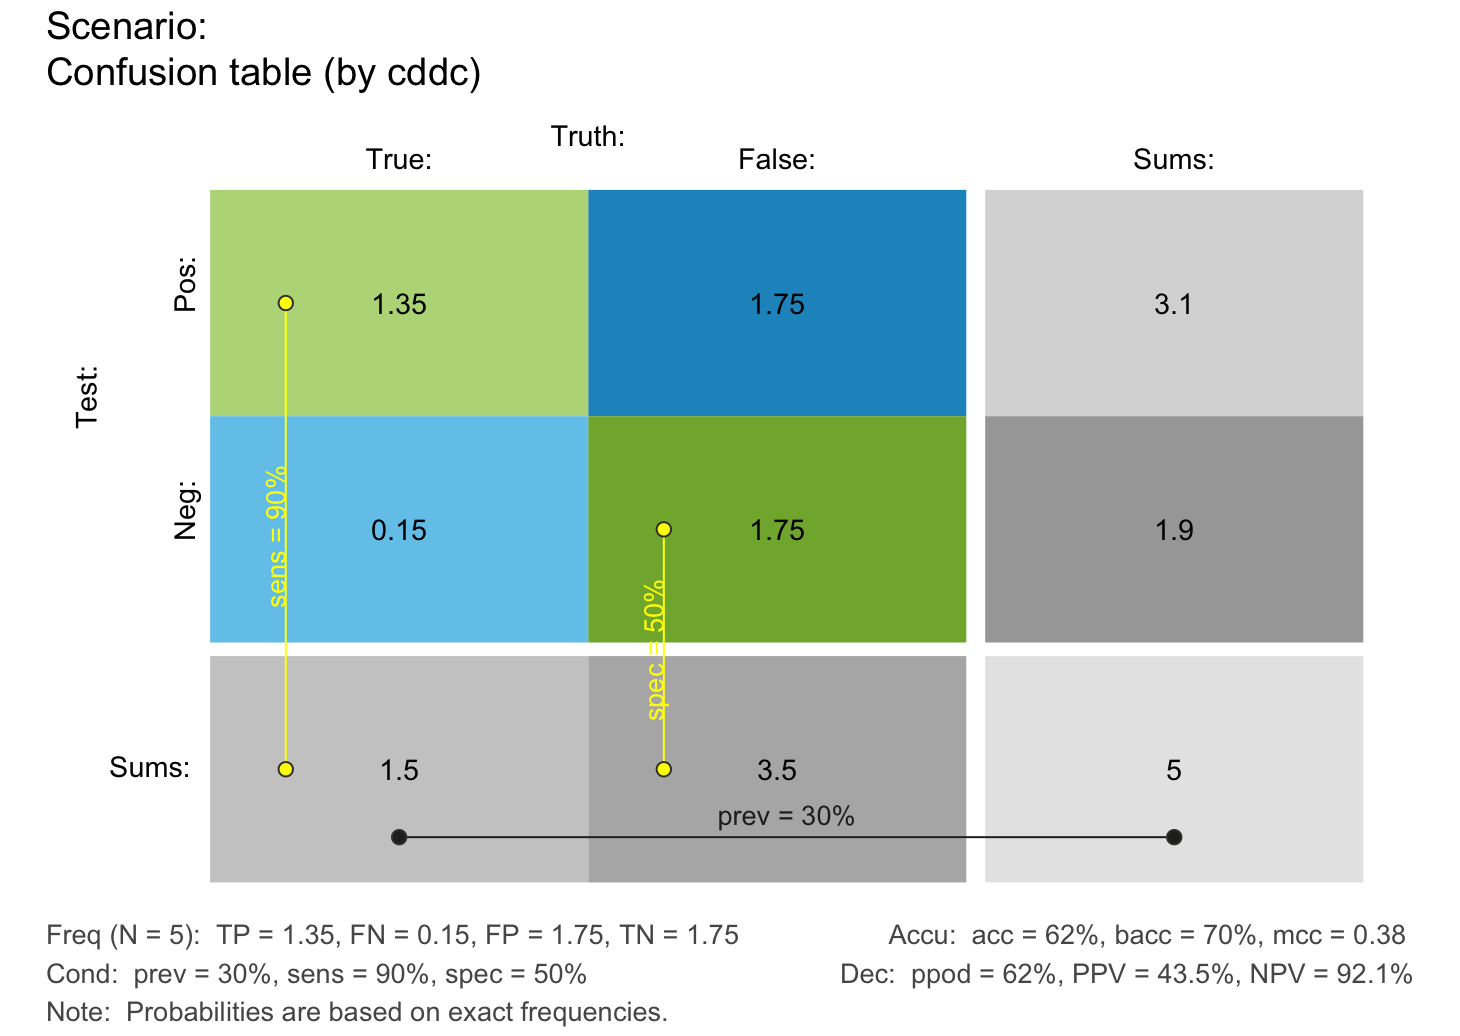 Scenario:
Confusion table (by cddc)
Truth:
True: False: Sums:
Test:
Pos: 1.35 1.75 3.1
Neg: 0.15 1.75 1.9
sens = 90%
spec = 50%
Sums: 1.5 3.5 5
prev = 30%
Freq (N = 5):  TP = 1.35, FN = 0.15, FP = 1.75, TN = 1.75 Accu:  acc = 62%, bacc = 70%, mcc = 0.38
Cond:  prev = 30%, sens = 90%, spec = 50% Dec:  ppod = 62%, PPV = 43.5%, NPV = 92.1%
Note:  Probabilities are based on exact frequencies.